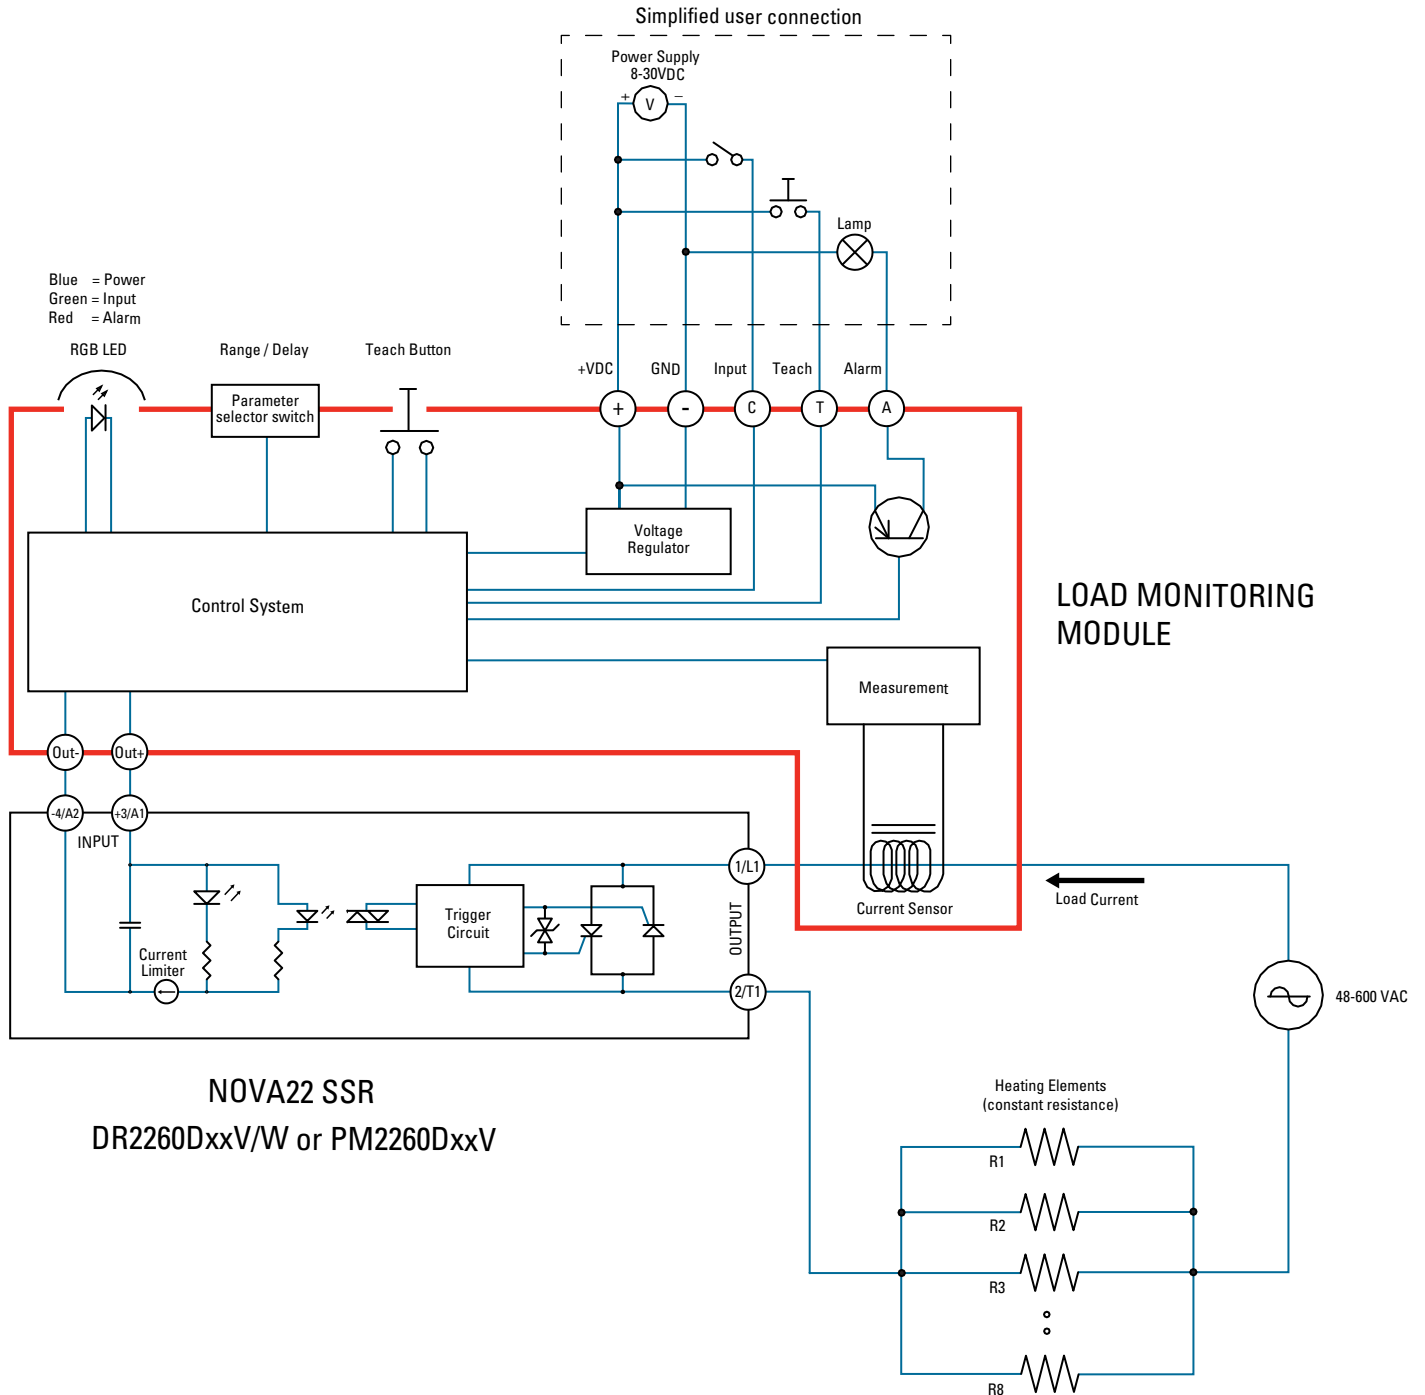 Simplified user connection
Power Supply
8-30VDC
+ V –
Lamp
Blue = Power
Green = Input
Red = Alarm
RGB LED
Range / Delay
Teach Button
+VDC
GND
Input
Teach
Alarm
Parameter
selector switch
+
-
C
T
A
Voltage
Regulator
Control System
LOAD MONITORING
MODULE
Measurement
Out-
Out+
-4/A2
+3/A1
INPUT
1/L1
Trigger
Circuit
OUTPUT
Current Sensor
Load Current
Current
Limiter
2/T1
48-600 VAC
NOVA22 SSR
DR2260DxxV/W or PM2260DxxV
Heating Elements
(constant resistance)
R1
R2
R3
R8